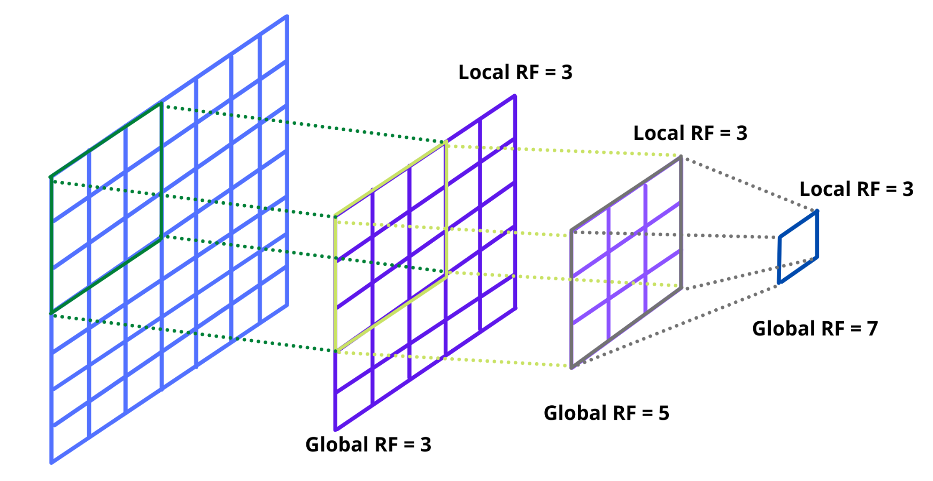 Local RF = 3
Local RF = 3
Local RF = 3
Global RF = 7
Global RF = 5
Global RF = 3